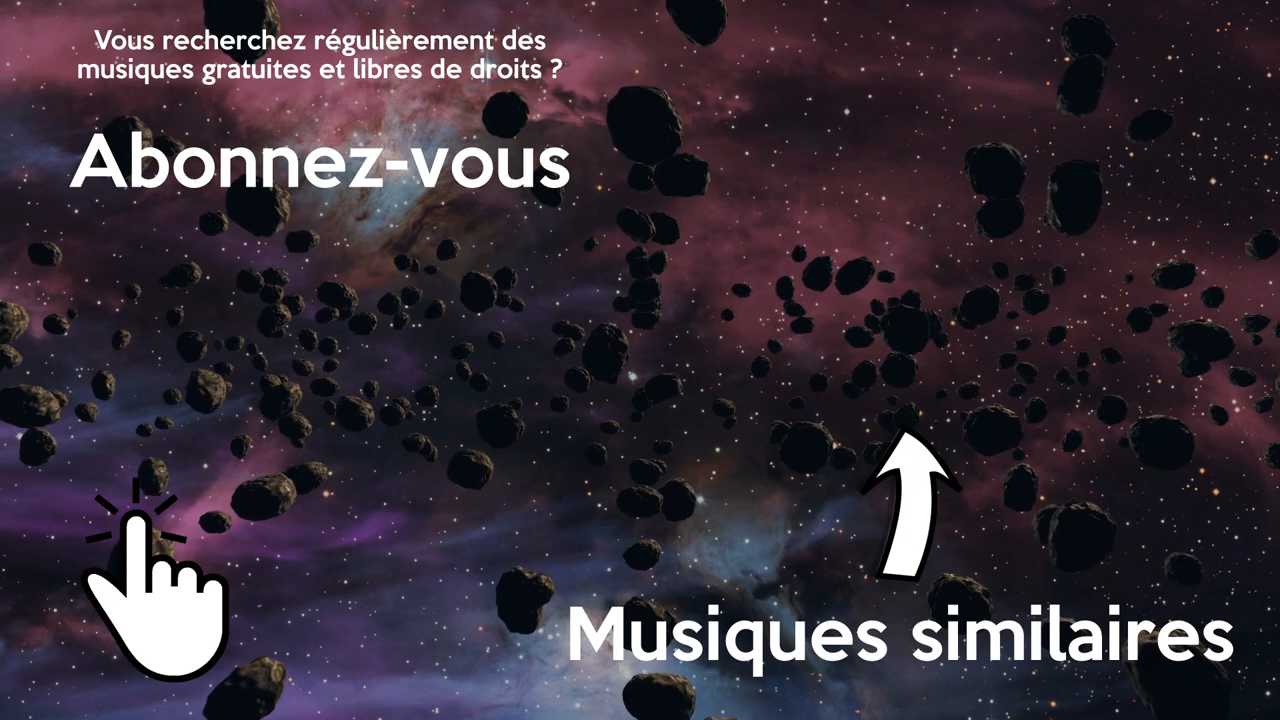 Vous recherchez régulièrement des
musiques gratuites et libres de droits ?
Abonnez-vous
Musiques similaires